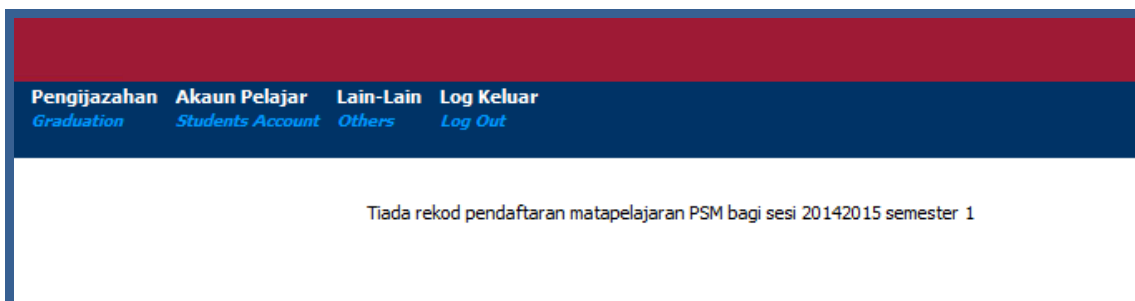 Pengijazahan Akaun Pelajar Lain-Lain Log Keluar
Graduation Students Account Others Log Out
Tiada rekod pendaftaran matapelajaran PSM bagi sesi 20142015 semester 1